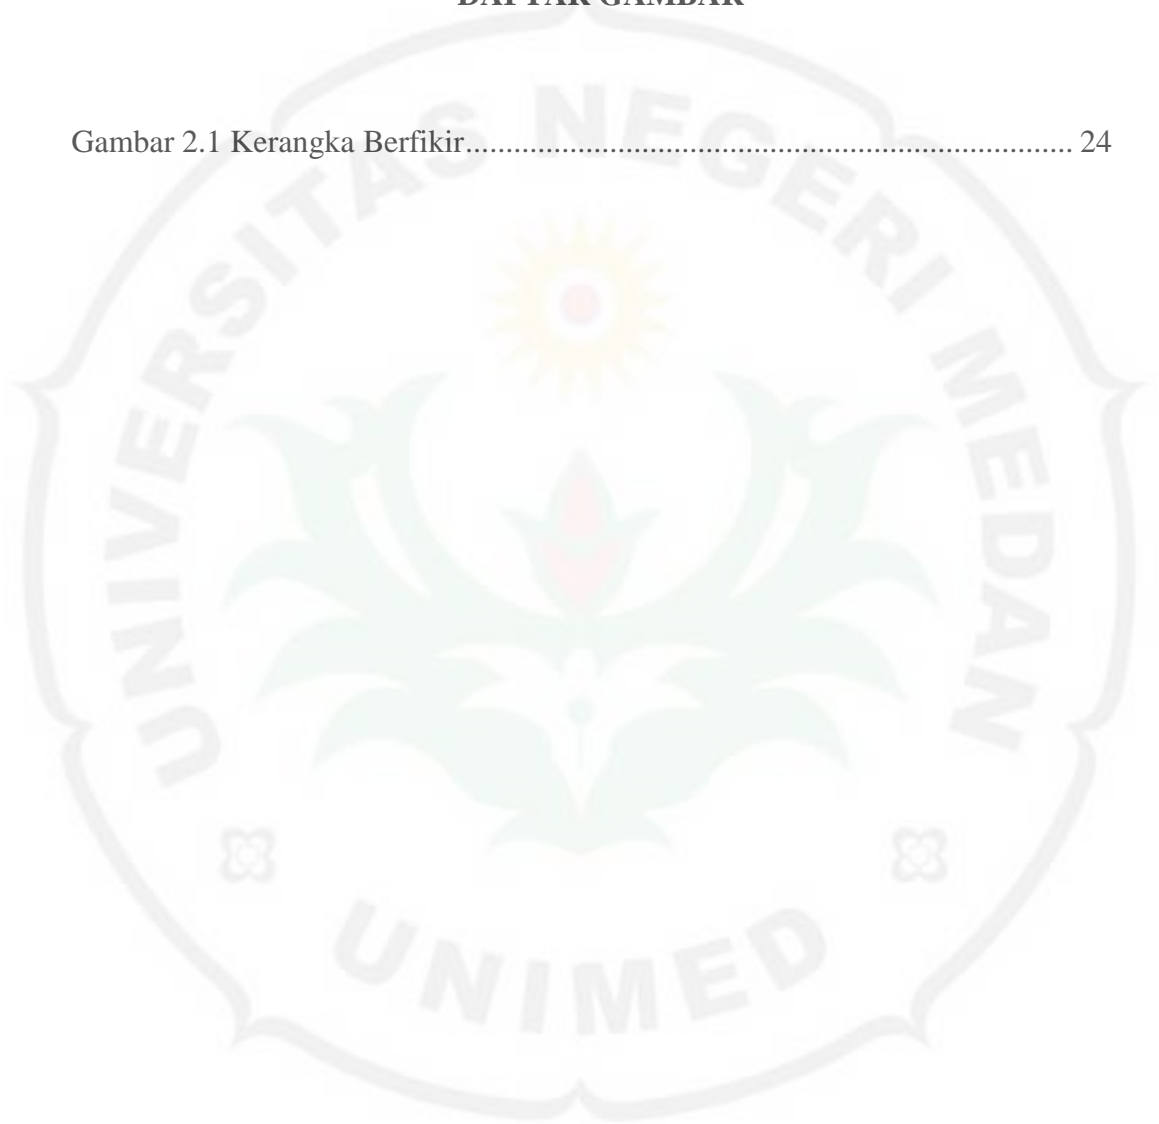 DAFTAR GAMBAR
Gambar 2.1 Kerangka Berfikir........................................................................... 24
UNIVERSITAS NEGERI MEDAN
UNIMED